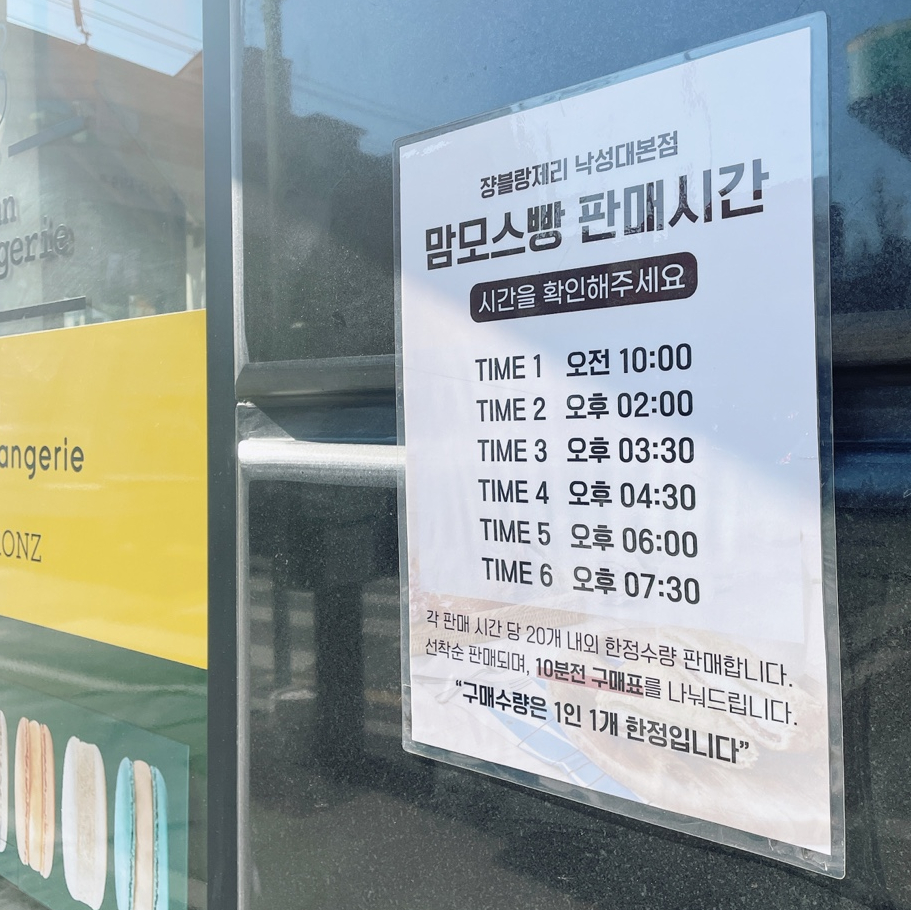 쟝블랑제리 낙성대본점
맘모스빵 판매시간
시간을 확인해주세요
TIME 1 오전 10:00
TIME 2 오후 02:00
TIME 3 오후 03:30
TIME 4 오후 04:30
TIME 5 오후 06:00
TIME 6 오후 07:30
각 판매 시간 당 20개 내외 한정수량 판매합니다.
선착순 판매되며, 10분전 구매표를 나눠드립니다.
“구매수량은 1인 1개 한정입니다”
an
gerie
angerie
ONZ